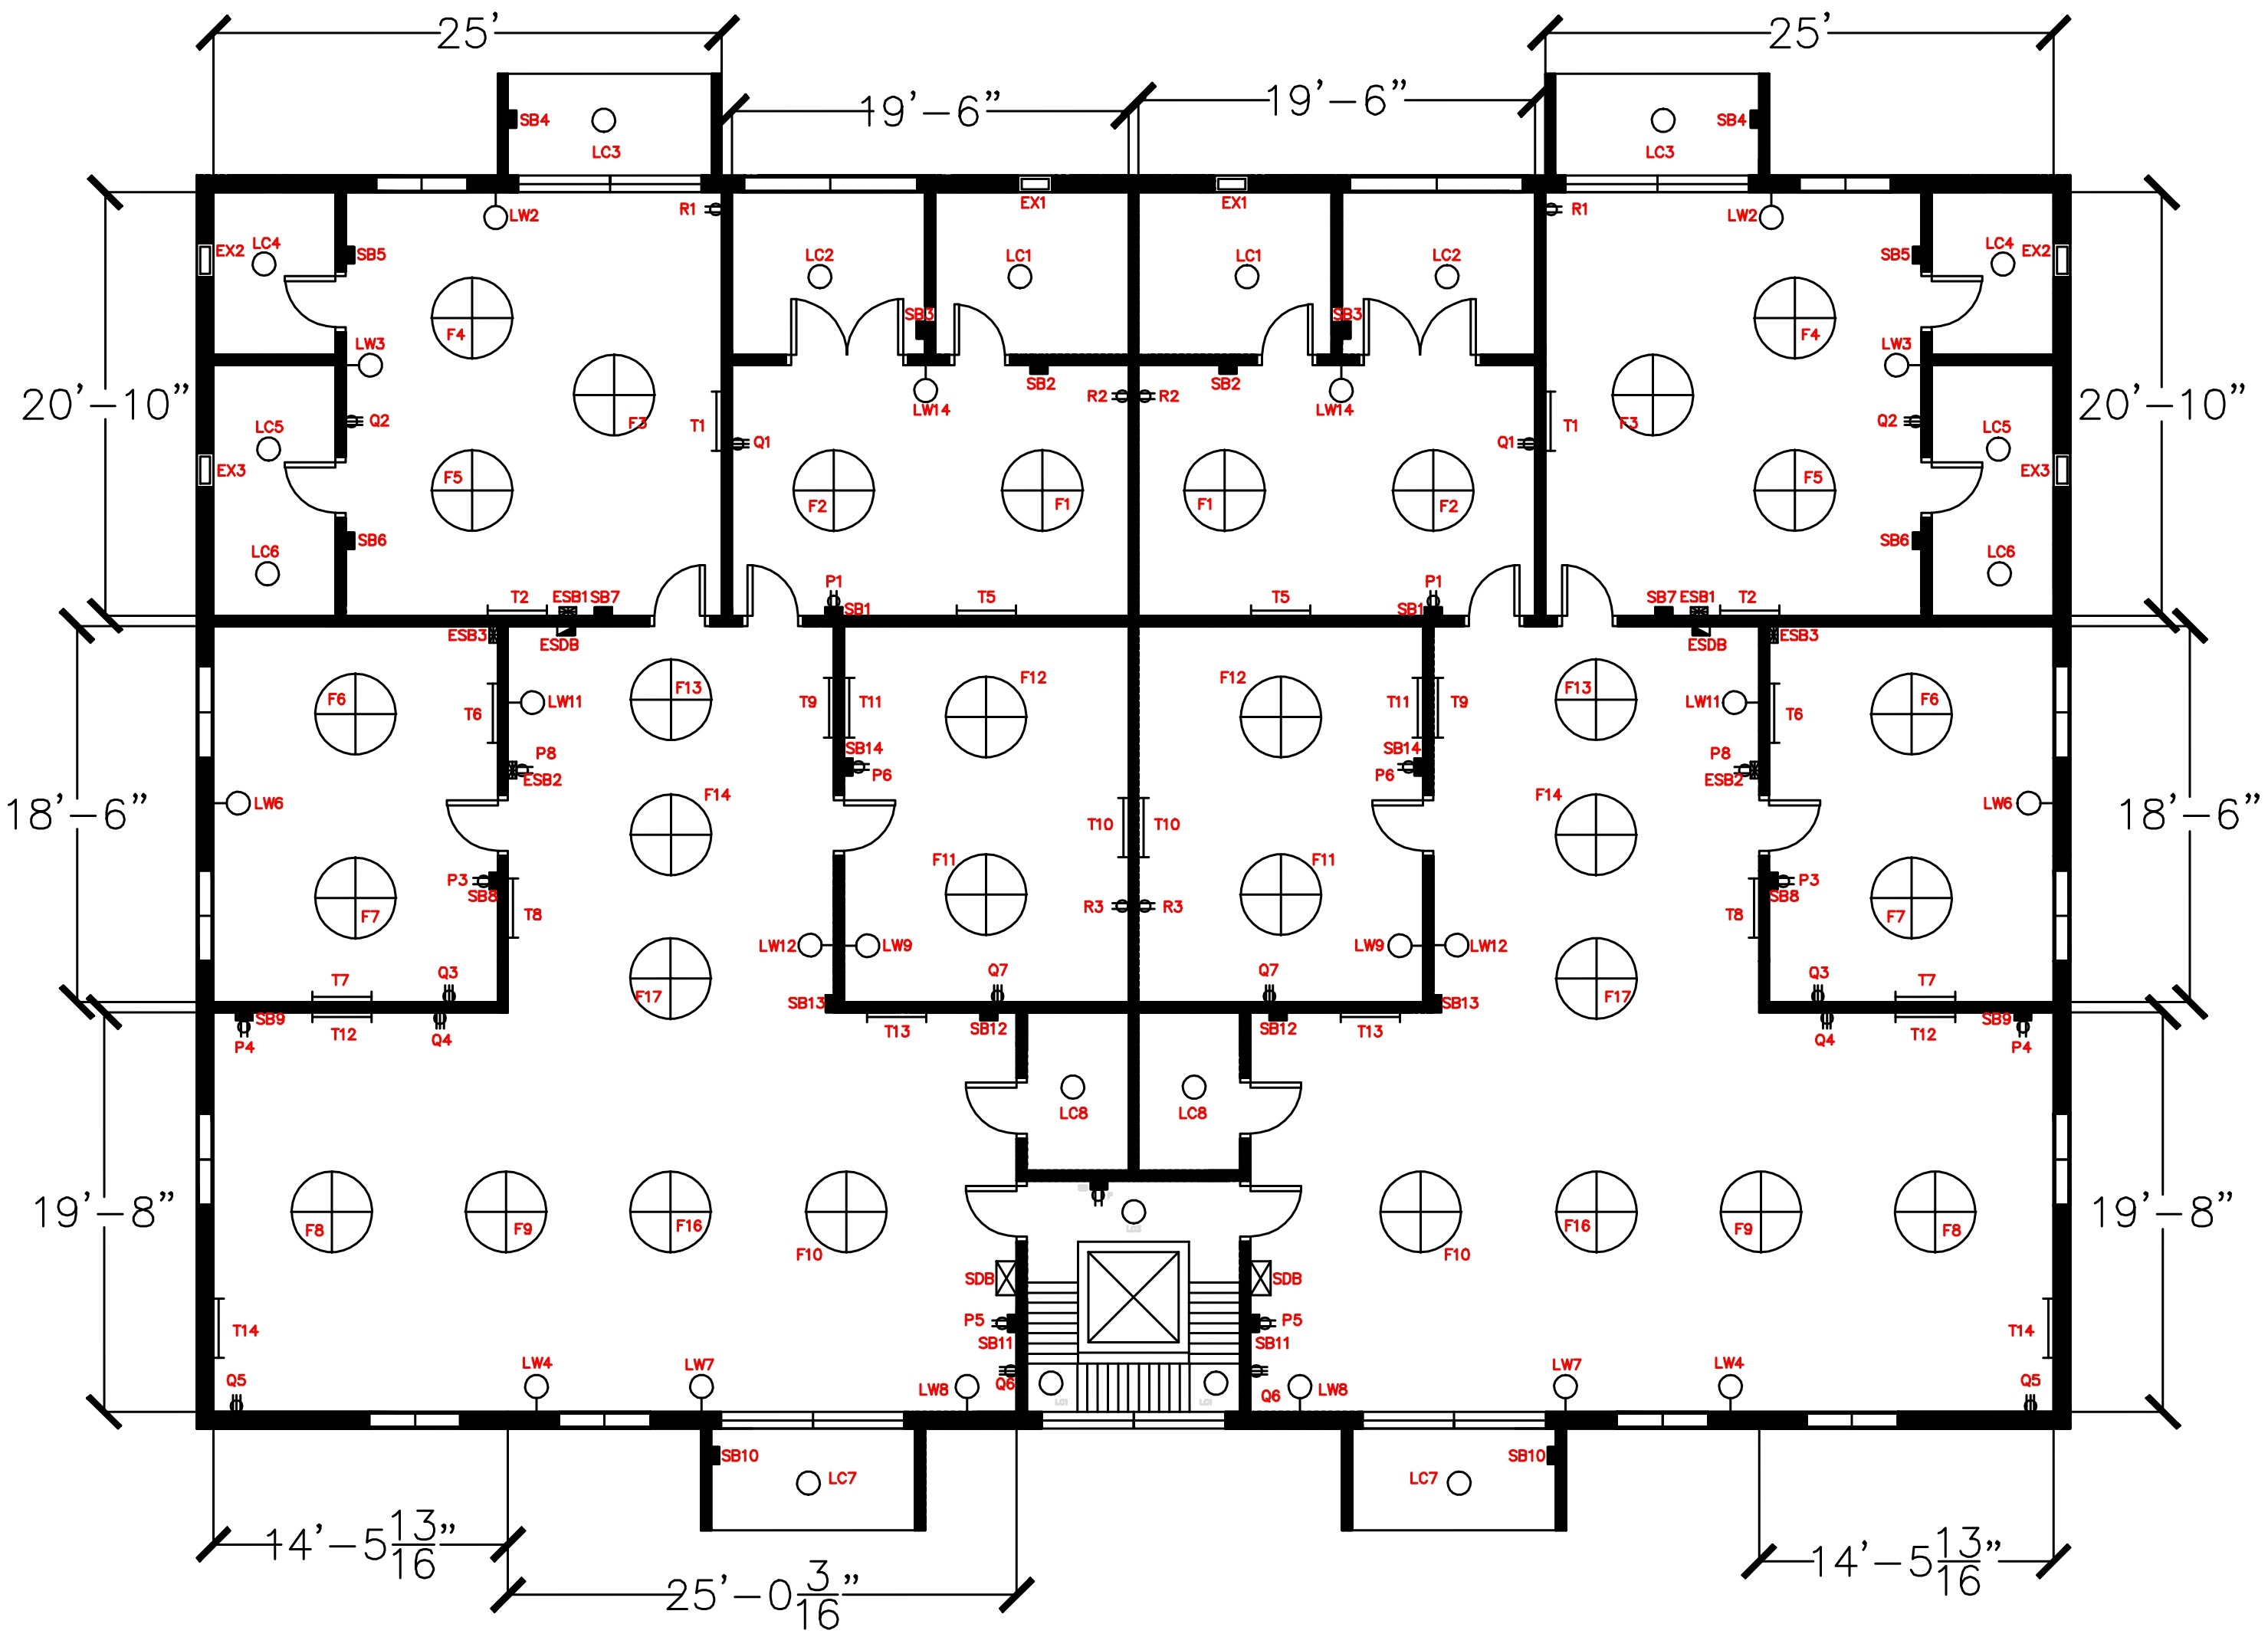 25'
25'
19'-6"
19'-6"
SB4
LC3
SB4
LC3
R1
LW2
EX1
EX1
R1
LW2
EX2
LC4
SB5
LC2
LC1
LC1
LC2
SB5
LC4
EX2
F4
SB3
SB3
F4
LW3
LW3
20'-10"
SB2
SB2
20'-10"
R2
R2
LW14
LW14
LC5
Q2
F3
T1
Q1
Q1
T1
F3
Q2
LC5
EX3
F5
F2
F1
F1
F2
F5
EX3
LC6
SB6
SB6
LC6
T2
ESB1
SB7
P1
SB1
T5
T5
P1
SB1
SB7
ESB1
T2
ESB3
ESDB
ESDB
ESB3
F6
T6
LW11
F13
T9
T11
F12
F12
T11
T9
F13
LW11
T6
F6
P8
ESB2
SB14
P6
SB14
P6
P8
ESB2
18'-6"
LW6
F14
T10
T10
F14
LW6
18'-6"
P3
SB8
F11
F11
P3
SB8
F7
T8
R3
R3
T8
F7
LW12
LW9
LW9
LW12
T7
Q3
F17
Q7
Q7
F17
Q3
T7
SB13
SB13
SB9
P4
T12
Q4
T13
SB12
SB12
T13
Q4
T12
SB9
P4
LC8
LC8
19'-8"
F8
F9
F16
F10
F10
F16
F9
F8
19'-8"
SDB
SDB
T14
P5
SB11
P5
SB11
T14
Q5
LW4
LW7
LW8
Q6
Q6
LW8
LW7
LW4
Q5
SB10
LC7
LC7
SB10
14'-5 13/16"
14'-5 13/16"
25'-0 3/16"